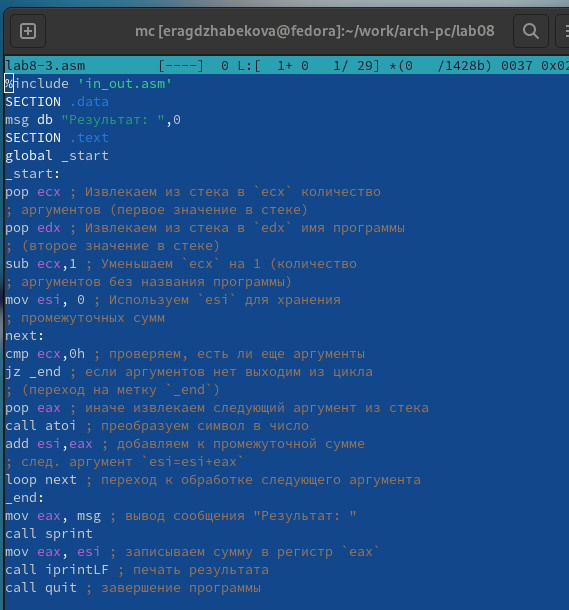 mc [eragdzhabekova@fedora]:~/work/arch-pc/lab08
lab8-3.asm [----] 0 L:[ 1+ 0 1/ 29] *(0 /1428b) 0037 0x02
%include 'in_out.asm'
SECTION .data
msg db "Результат: ",0
SECTION .text
global _start
_start:
pop ecx ; Извлекаем из стека в `ecx` количество
; аргументов (первое значение в стеке)
pop edx ; Извлекаем из стека в `edx` имя программы
; (второе значение в стеке)
sub ecx,1 ; Уменьшаем `ecx` на 1 (количество
; аргументов без названия программы)
mov esi, 0 ; Используем `esi` для хранения
; промежуточных сумм
next:
cmp ecx,0h ; проверяем, есть ли еще аргументы
jz _end ; если аргументов нет выходим из цикла
; (переход на метку `_end`)
pop eax ; иначе извлекаем следующий аргумент из стека
call atoi ; преобразуем символ в число
add esi,eax ; добавляем к промежуточной сумме
; след. аргумент `esi=esi+eax`
loop next ; переход к обработке следующего аргумента
_end:
mov eax, msg ; вывод сообщения "Результат: "
call sprint
mov eax, esi ; записываем сумму в регистр `eax`
call iprintLF ; печать результата
call quit ; завершение программы